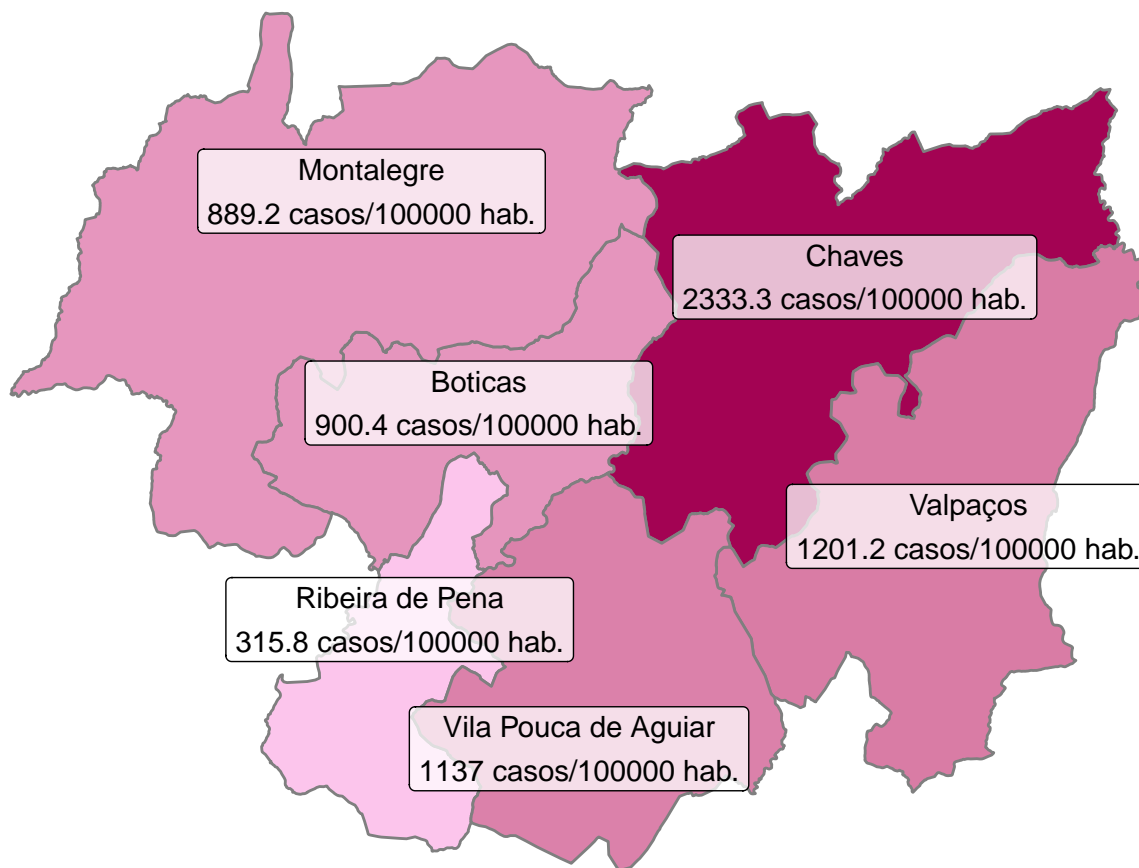 Montalegre
889.2 casos/100000 hab.
Chaves
2333.3 casos/100000 hab.
Boticas
900.4 casos/100000 hab.
Valpaços
1201.2 casos/100000 hab.
Ribeira de Pena
315.8 casos/100000 hab.
Vila Pouca de Aguiar
1137 casos/100000 hab.